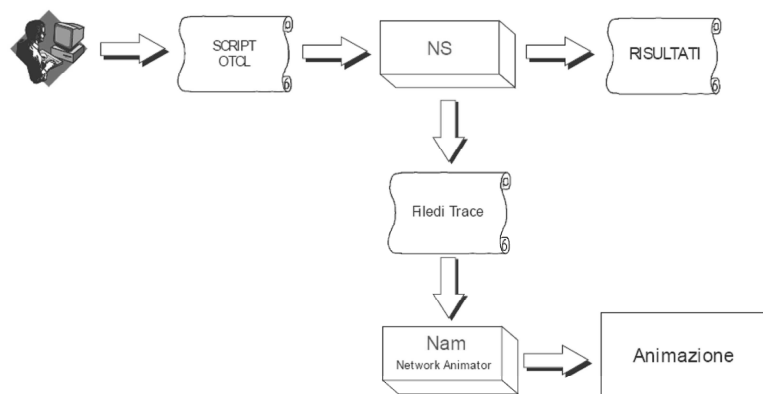 SCRIPT
OTCL
NS
RISULTATI
Filedi Trace
Nam
Network Animator
Animazione